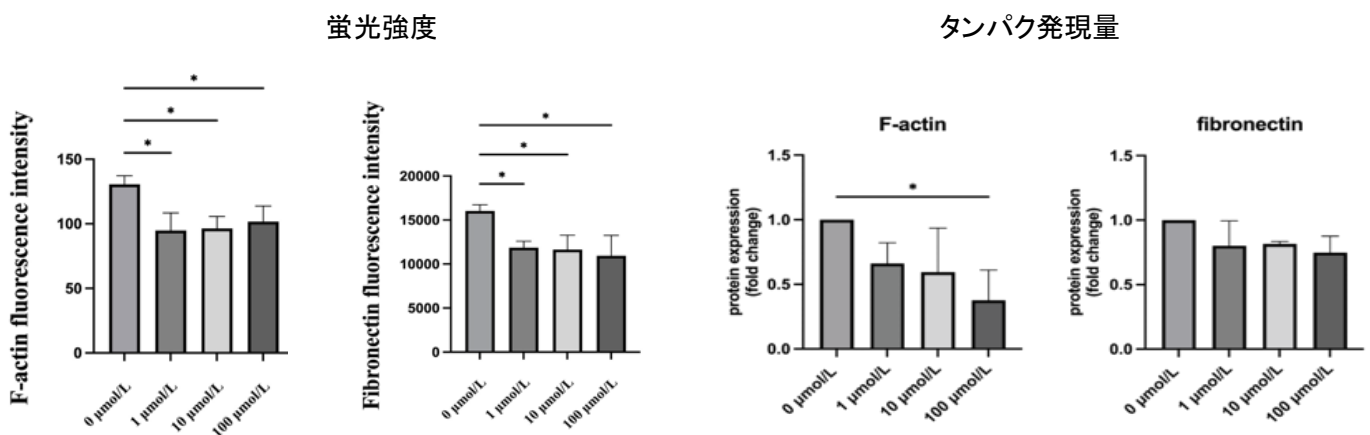 蛍光強度
タンパク発現量
F-actin fluorescence intensity
*
*
*
150
100
50
0
0 μmol/L
1 μmol/L
10 μmol/L
100 μmol/L
Fibronectin fluorescence intensity
*
*
*
20000
15000
10000
5000
0
0 μmol/L
1 μmol/L
10 μmol/L
100 μmol/L
F-actin
protein expression
(fold change)
*
1.5
1.0
0.5
0.0
0 μmol/L
1 μmol/L
10 μmol/L
100 μmol/L
fibronectin
protein expression
(fold change)
1.5
1.0
0.5
0.0
0 μmol/L
1 μmol/L
10 μmol/L
100 μmol/L